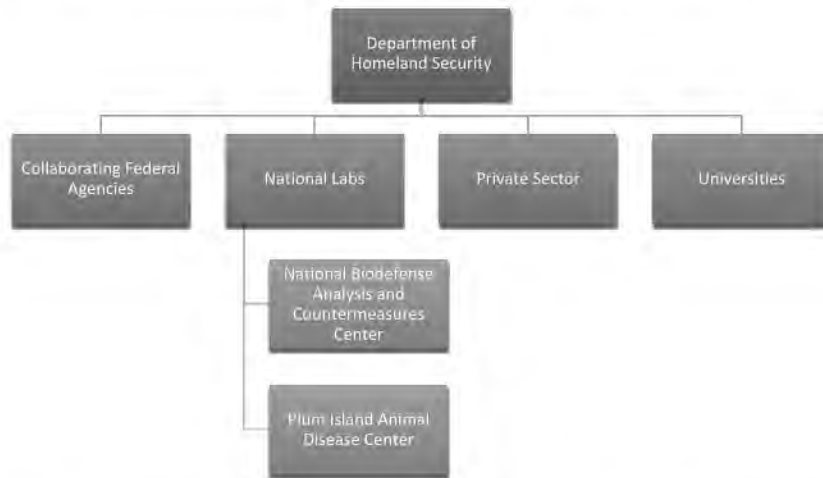 Department of
Homeland Security
Collaborating Federal
Agencies
National Labs
Private Sector
Universities
National Biodefense
Analysis and
Countermeasures
Center
Plum Island Animal
Disease Center